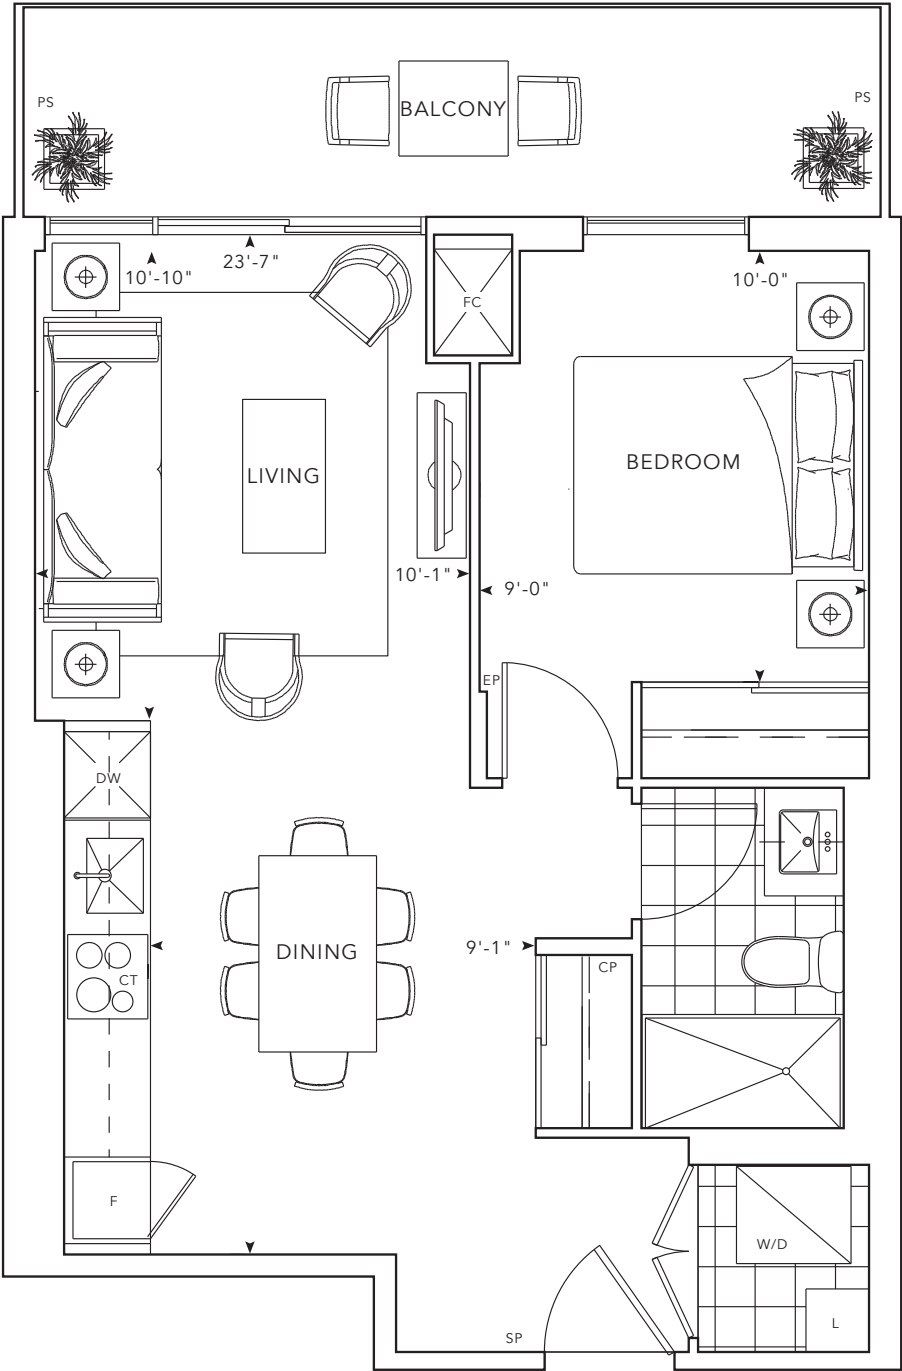 PS
PS
BALCONY
10'-10"
23'-7"
10'-0"
FC
LIVING
BEDROOM
10'-1"
9'-0"
EP
DW
DINING
9'-1"
CP
CT
F
W/D
L
SP